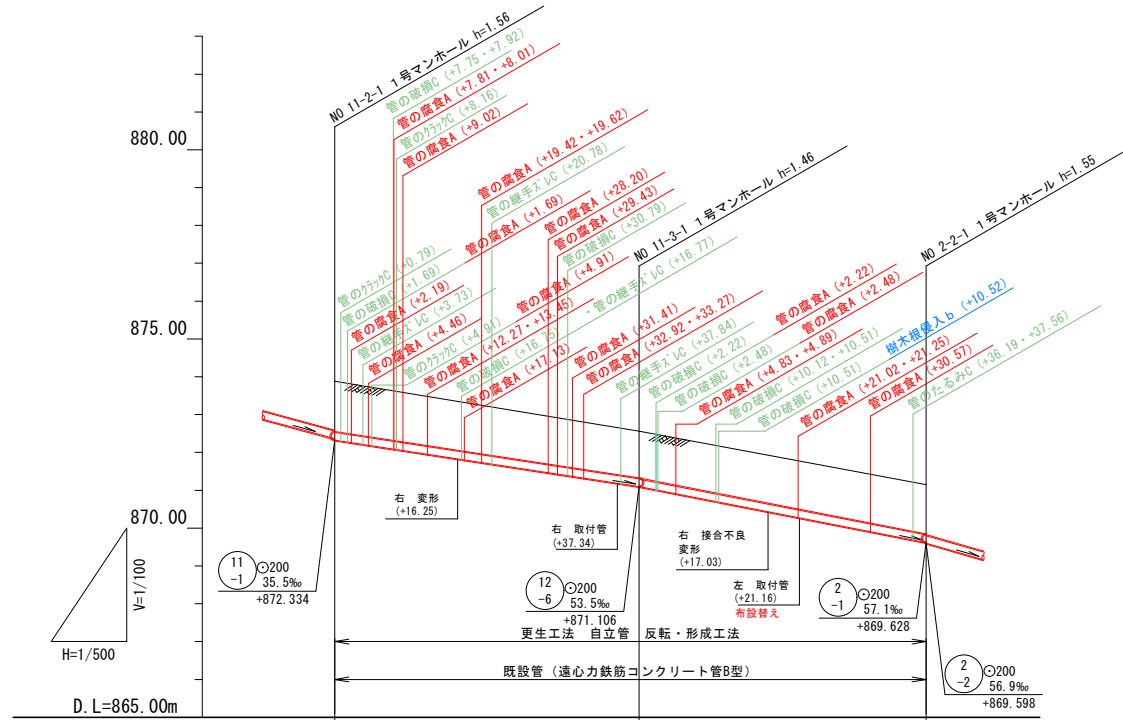 NO 11-2-1 1号マンホール h=1.56
管の破損C (+7.75・+7.92)
管の腐食A (+7.81・+8.01)
管のクラックC (+8.16)
管の腐食A (+9.02)
880.00
管の腐食A (+19.42・+19.62)
管の継手ズレC (+20.78)
管の腐食A (+1.69)
管の腐食A (+28.20)
管の腐食A (+29.43)
管の破損C (+30.79)
NO 11-3-1 1号マンホール h=1.46
NO 2-2-1 1号マンホール h=1.55
管のクラックC (+0.79)
管の破損C (+1.69)
管の腐食A (+2.19)
管の継手ズレC (+3.73)
管の腐食A (+4.46)
管のクラックC (+4.91)
管の腐食A (+4.91)
管の腐食A (+12.27・+13.45)
管の破損C (+16.75)
・管の継手ズレC (+16.77)
管の腐食A (+17.13)
875.00
管の腐食A (+31.41)
管の腐食A (+32.92・+33.27)
管の継手ズレC (+37.84)
管の破損C (+2.22)
管の腐食A (+2.22)
管の破損C (+2.48)
管の腐食A (+2.48)
管の腐食A (+4.83・+4.89)
管の破損C (+10.12・+10.51)
管の破損C (+10.51)
樹木根侵入b (+10.52)
管の腐食A (+21.02・+21.25)
管の腐食A (+30.57)
管のたるみC (+36.19・+37.56)
870.00
右 変形
(+16.25)
右 取付管
(+37.34)
右 接合不良
変形
(+17.03)
左 取付管
(+21.16)
布設替え
V=1/100
H=1/500
11
-1
200
35.5‰
+872.334
12
-6
200
53.5‰
+871.106
2
-1
200
57.1‰
+869.628
2
-2
200
56.9‰
+869.598
更生工法 自立管 反転・形成工法
既設管（遠心力鉄筋コンクリート管B型）
D.L=865.00m